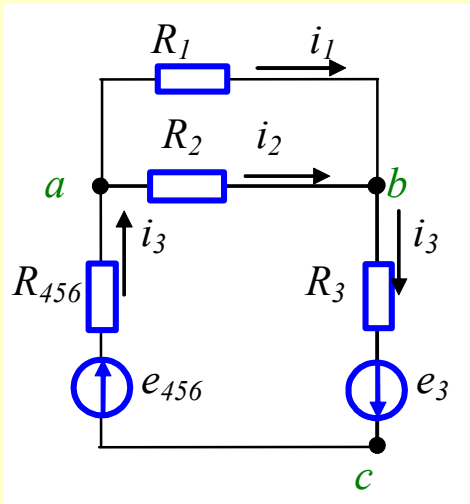 R₁ i₁
R₂ i₂
a b
i₃ i₃
R₄₅₆ R₃
e₄₅₆ e₃
c